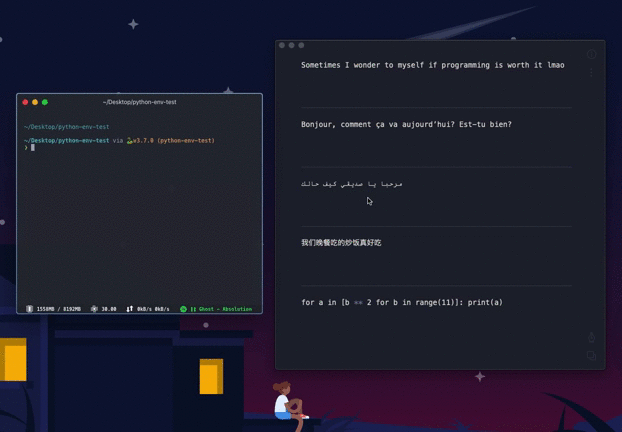 ~/Desktop/python-env-test
~/Desktop/python-env-test
~/Desktop/python-env-test via v3.7.8 (python-env-test)
❯
1558MB / 8192MB 30.00 0kB/s 0kB/s Ghost - Absolution
Sometimes I wonder to myself if programming is worth it lmao
Bonjour, comment ça va aujourd'hui? Est-tu bien?
مرحبا يا صديقي كيف حالك
我们晚餐吃的炒饭真好吃
for a in [b ** 2 for b in range(11)]: print(a)